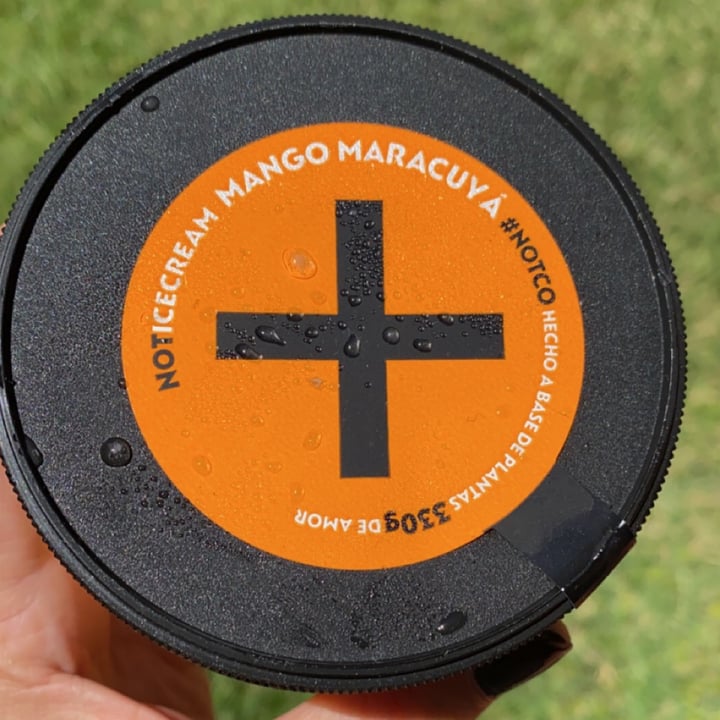 NOTICECREAM MANGO MARACUYÁ #NOTCO HECHO A BASE DE PLANTAS 330g DE AMOR